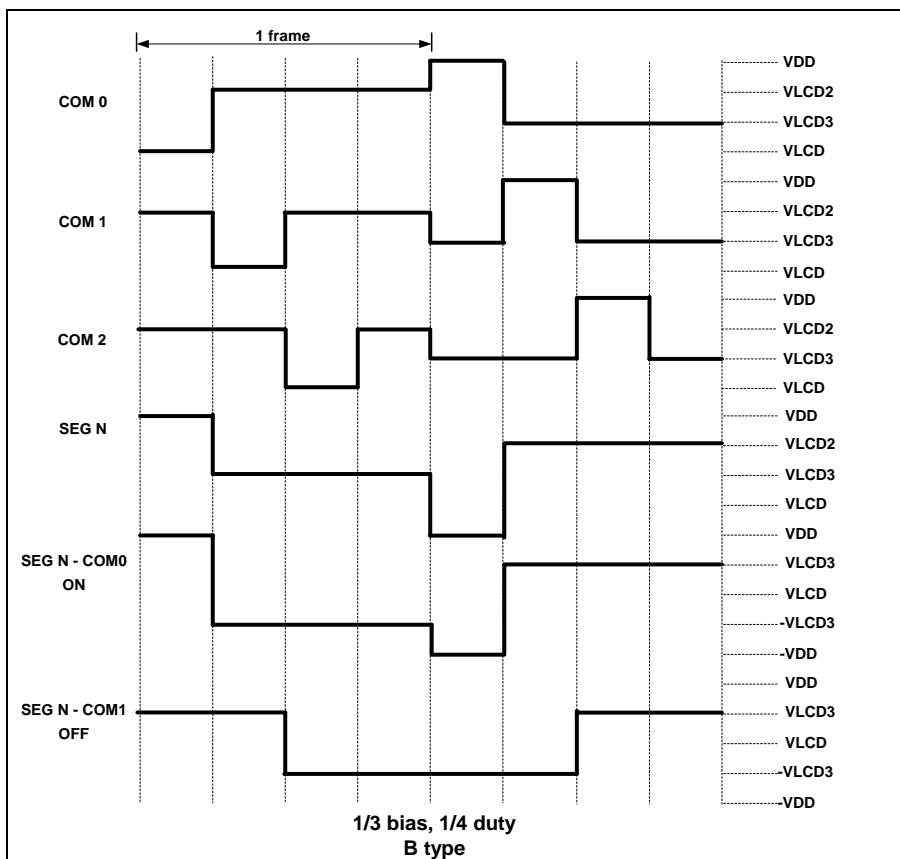 1 frame
COM 0
VDD
VLCD2
VLCD3
VLCD
COM 1
VDD
VLCD2
VLCD3
VLCD
COM 2
VDD
VLCD2
VLCD3
VLCD
SEG N
VDD
VLCD2
VLCD3
VLCD
SEG N - COM0
ON
VDD
VLCD3
VLCD
-VLCD3
-VDD
SEG N - COM1
OFF
VDD
VLCD3
VLCD
-VLCD3
-VDD
1/3 bias, 1/4 duty
B type